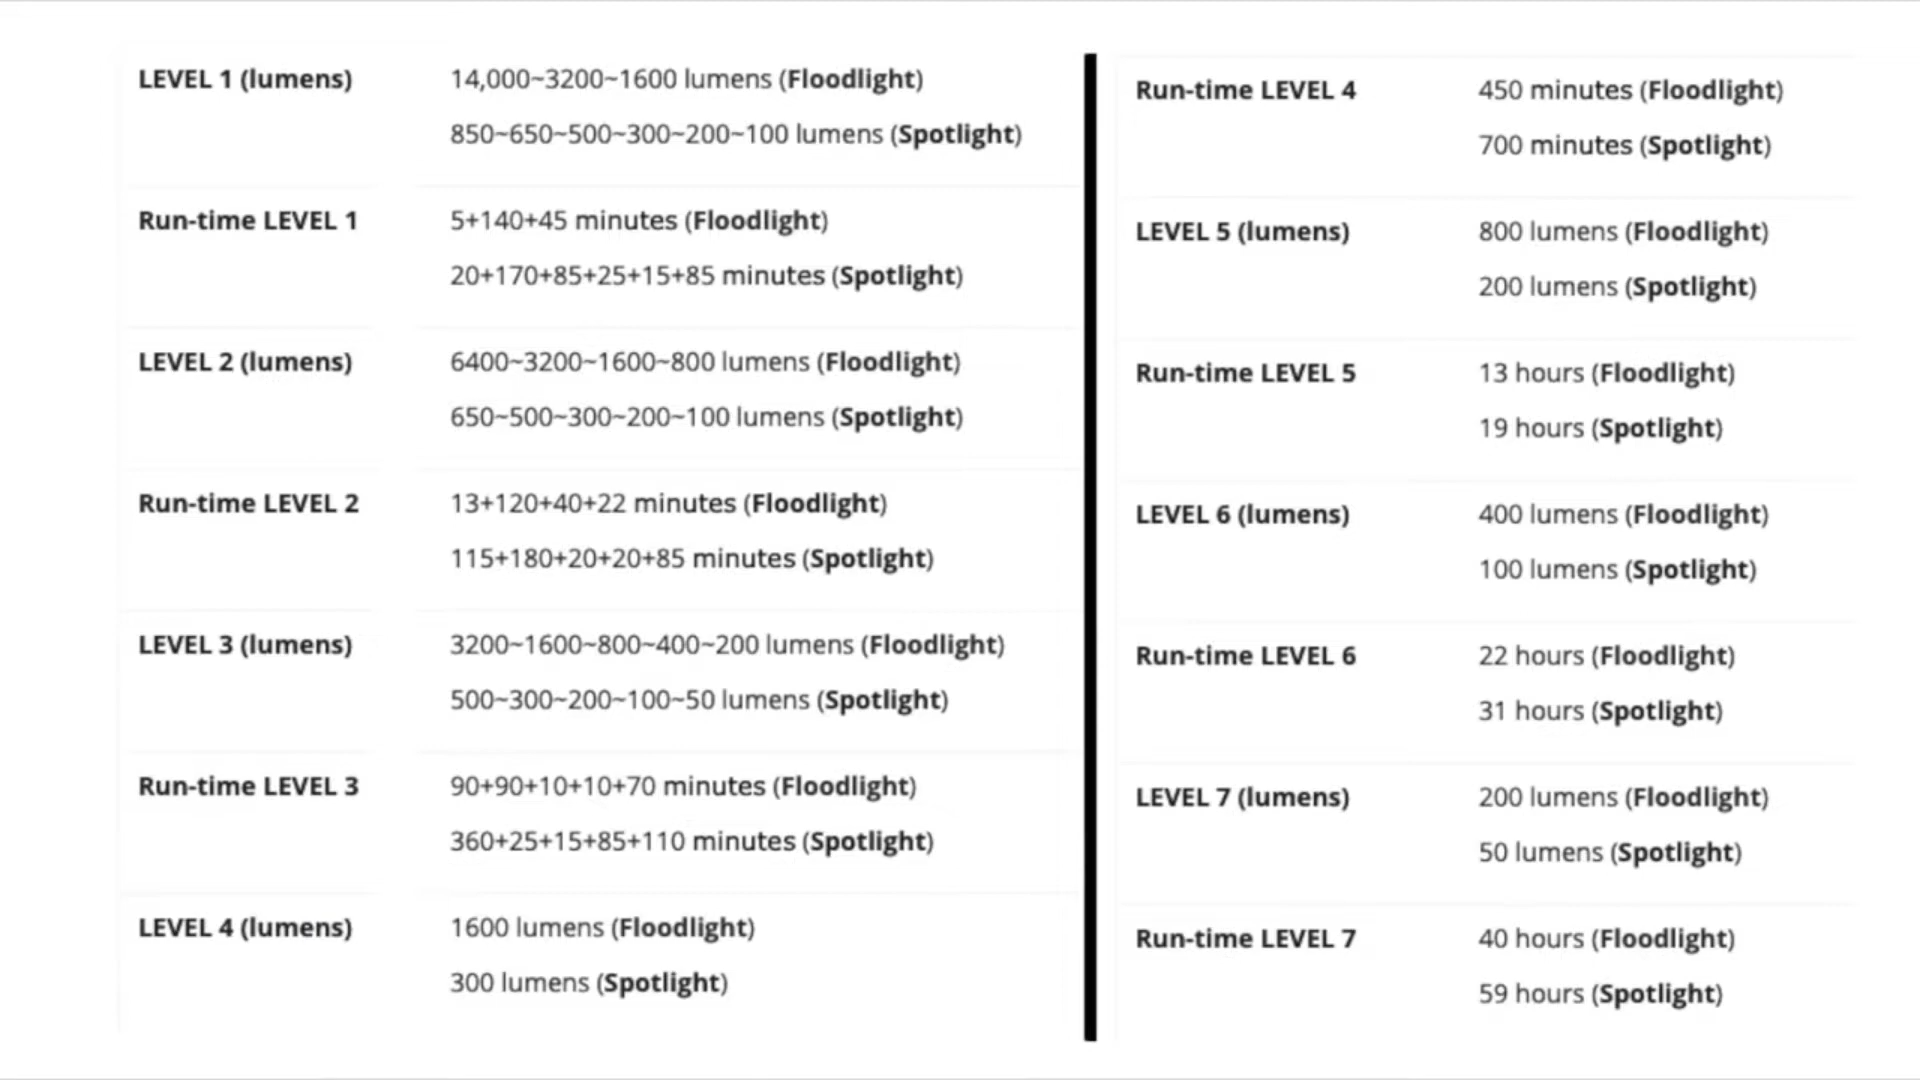 LEVEL 1 (lumens) 14,000~3200~1600 lumens (Floodlight)
850~650~500~300~200~100 lumens (Spotlight)
Run-time LEVEL 1 5+140+45 minutes (Floodlight)
20+170+85+25+15+85 minutes (Spotlight)
LEVEL 2 (lumens) 6400~3200~1600~800 lumens (Floodlight)
650~500~300~200~100 lumens (Spotlight)
Run-time LEVEL 2 13+120+40+22 minutes (Floodlight)
115+180+20+20+85 minutes (Spotlight)
LEVEL 3 (lumens) 3200~1600~800~400~200 lumens (Floodlight)
500~300~200~100~50 lumens (Spotlight)
Run-time LEVEL 3 90+90+10+10+70 minutes (Floodlight)
360+25+15+85+110 minutes (Spotlight)
LEVEL 4 (lumens) 1600 lumens (Floodlight)
300 lumens (Spotlight)
Run-time LEVEL 4 450 minutes (Floodlight)
700 minutes (Spotlight)
LEVEL 5 (lumens) 800 lumens (Floodlight)
200 lumens (Spotlight)
Run-time LEVEL 5 13 hours (Floodlight)
19 hours (Spotlight)
LEVEL 6 (lumens) 400 lumens (Floodlight)
100 lumens (Spotlight)
Run-time LEVEL 6 22 hours (Floodlight)
31 hours (Spotlight)
LEVEL 7 (lumens) 200 lumens (Floodlight)
50 lumens (Spotlight)
Run-time LEVEL 7 40 hours (Floodlight)
59 hours (Spotlight)